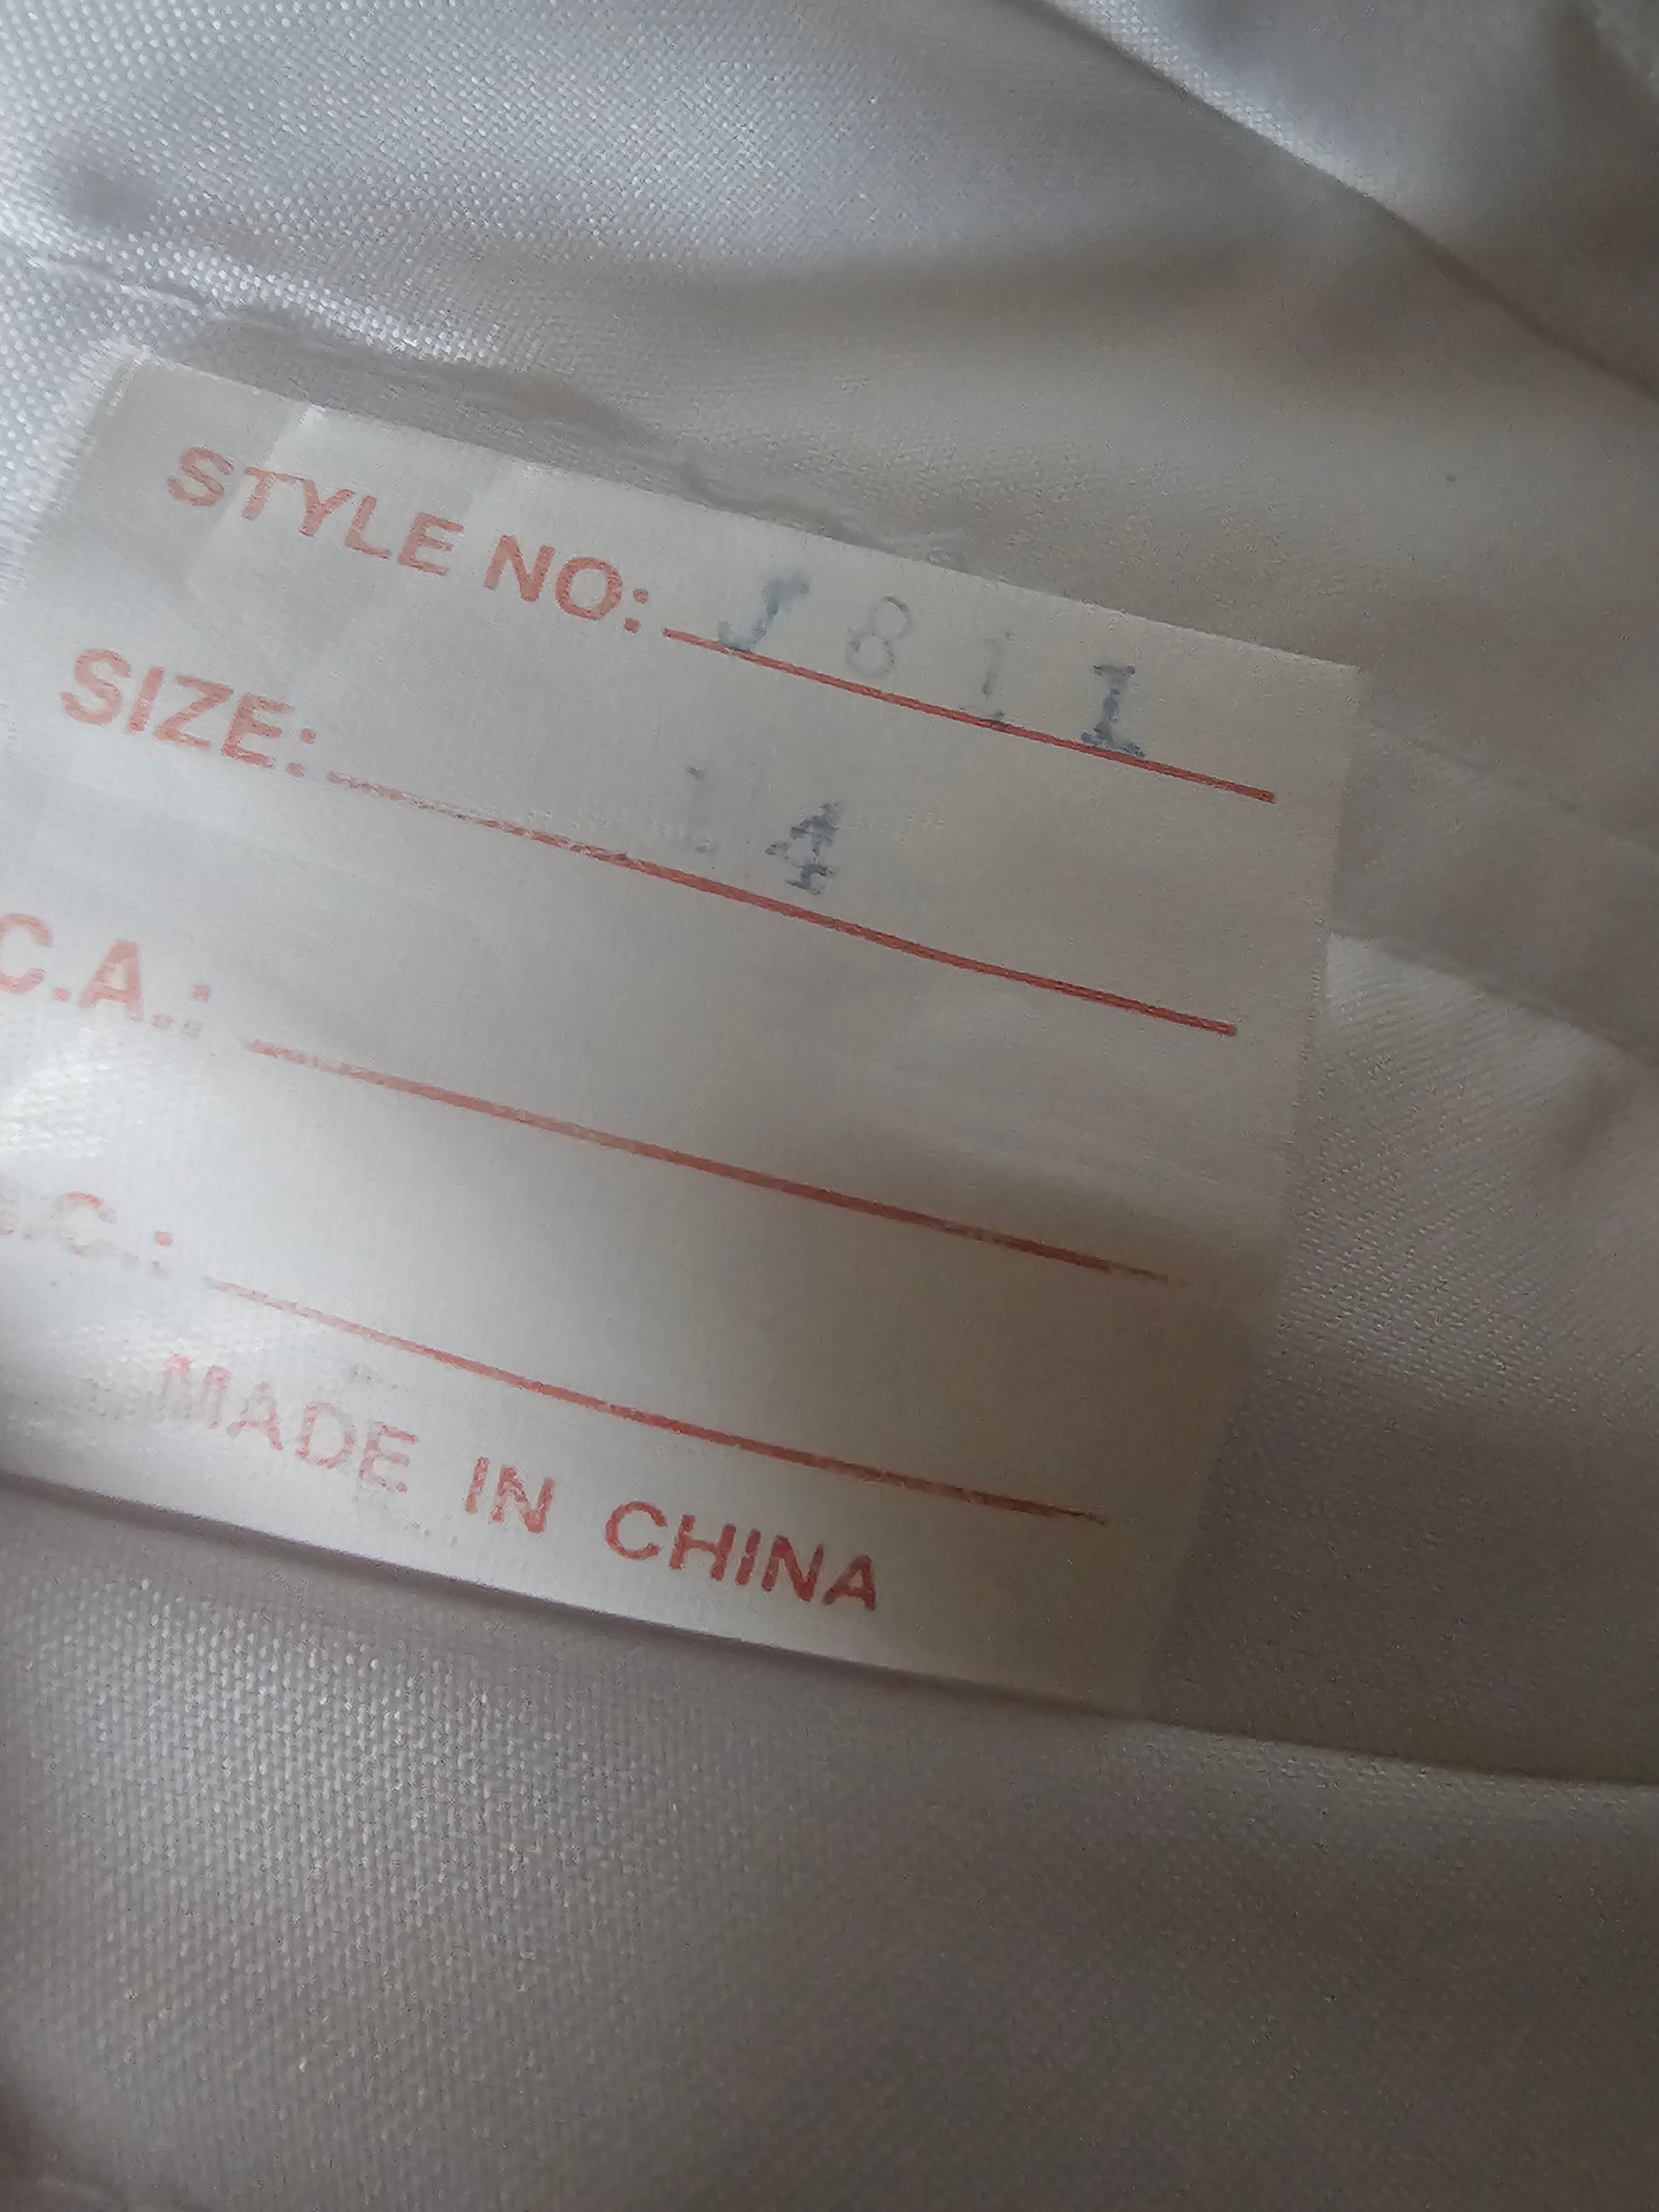 STYLE NO: J811
SIZE: 14
C.A.:
C.:
MADE IN CHINA